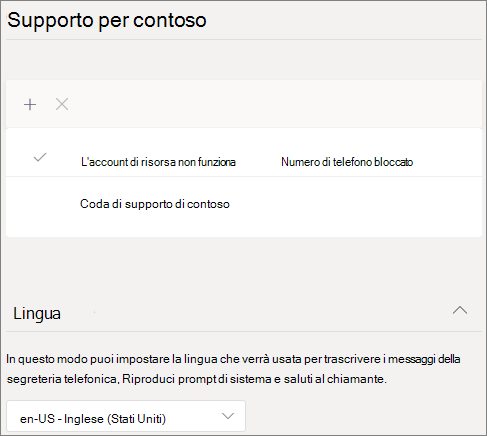 Supporto per contoso
L'account di risorsa non funziona Numero di telefono bloccato
Coda di supporto di contoso
Lingua
In questo modo puoi impostare la lingua che verrà usata per trascrivere i messaggi della
segreteria telefonica, Riproduci prompt di sistema e saluti al chiamante.
en-US - Inglese (Stati Uniti)